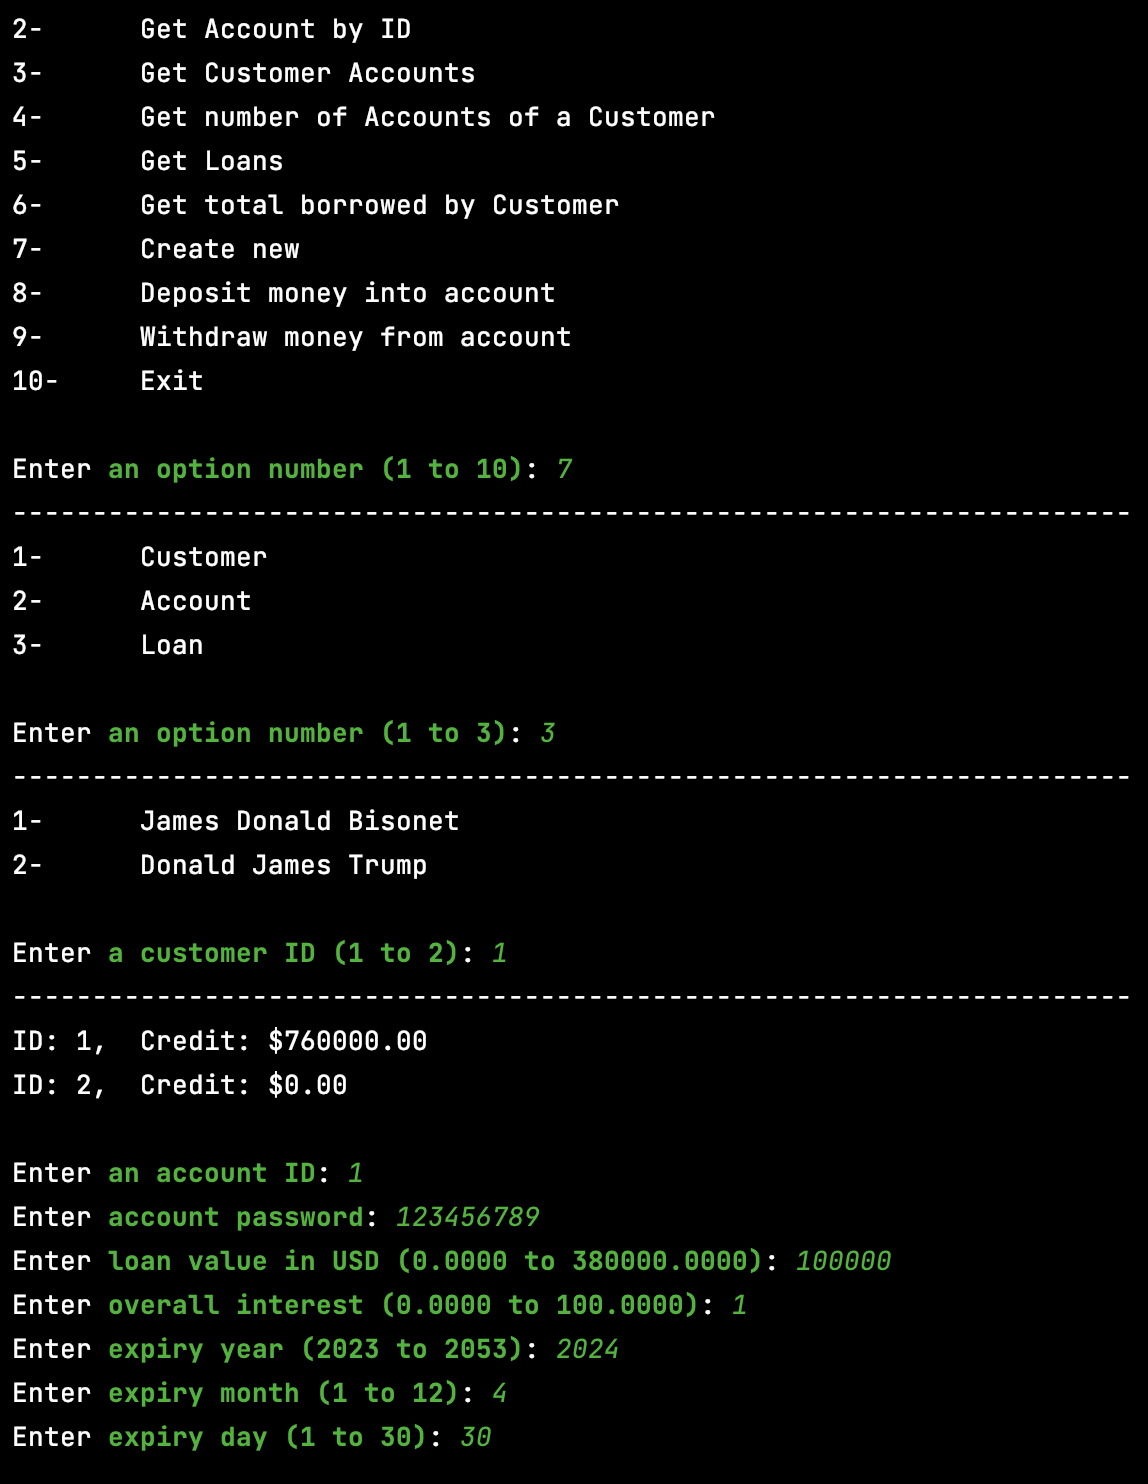 2- Get Account by ID
3- Get Customer Accounts
4- Get number of Accounts of a Customer
5- Get Loans
6- Get total borrowed by Customer
7- Create new
8- Deposit money into account
9- Withdraw money from account
10- Exit
Enter an option number (1 to 10): 7
----------------------------------------------------------------------
1- Customer
2- Account
3- Loan
Enter an option number (1 to 3): 3
----------------------------------------------------------------------
1- James Donald Bisonet
2- Donald James Trump
Enter a customer ID (1 to 2): 1
----------------------------------------------------------------------
ID: 1, Credit: $760000.00
ID: 2, Credit: $0.00
Enter an account ID: 1
Enter account password: 123456789
Enter loan value in USD (0.0000 to 380000.0000): 100000
Enter overall interest (0.0000 to 100.0000): 1
Enter expiry year (2023 to 2053): 2024
Enter expiry month (1 to 12): 4
Enter expiry day (1 to 30): 30